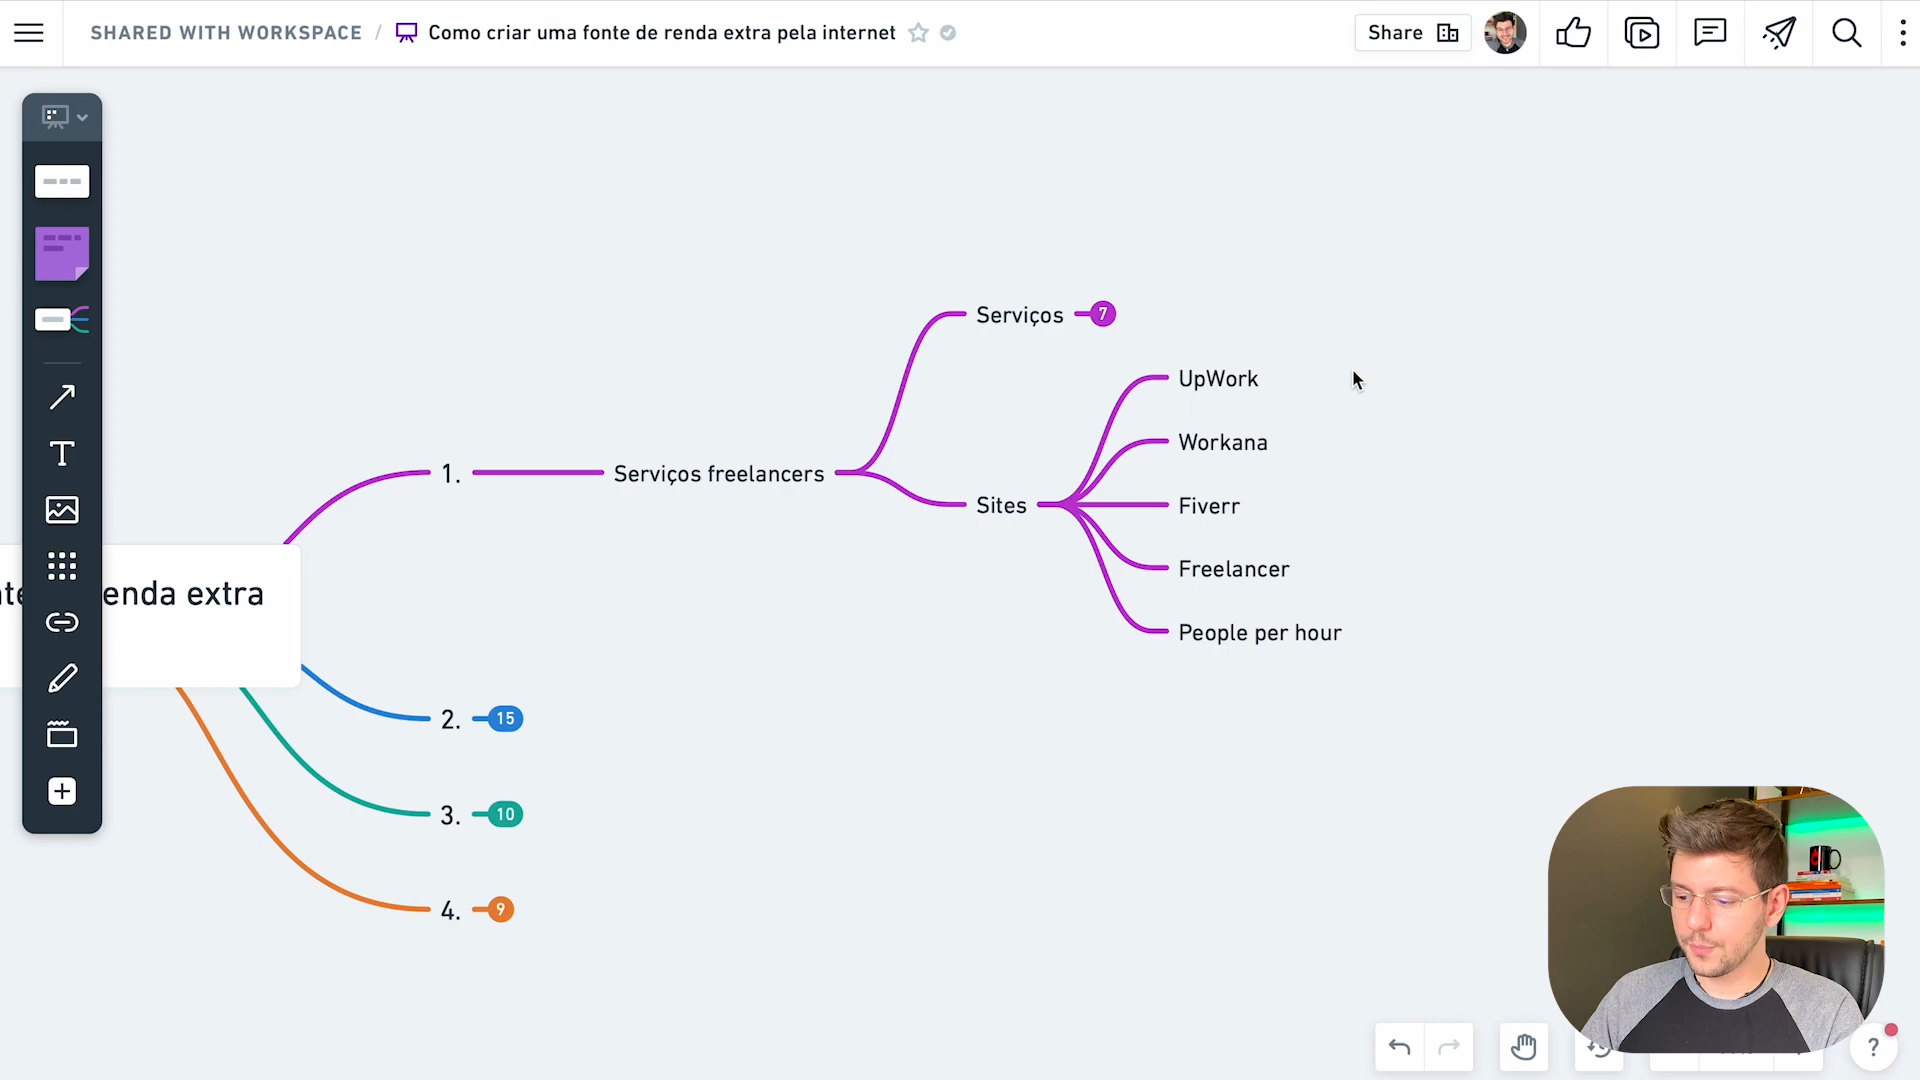 SHARED WITH WORKSPACE / Como criar uma fonte de renda extra pela internet
Share
Serviços 7
UpWork
Workana
1. Serviços freelancers
Sites
Fiverr
Freelancer
enda extra
People per hour
2. 15
3. 10
4. 9
T
?